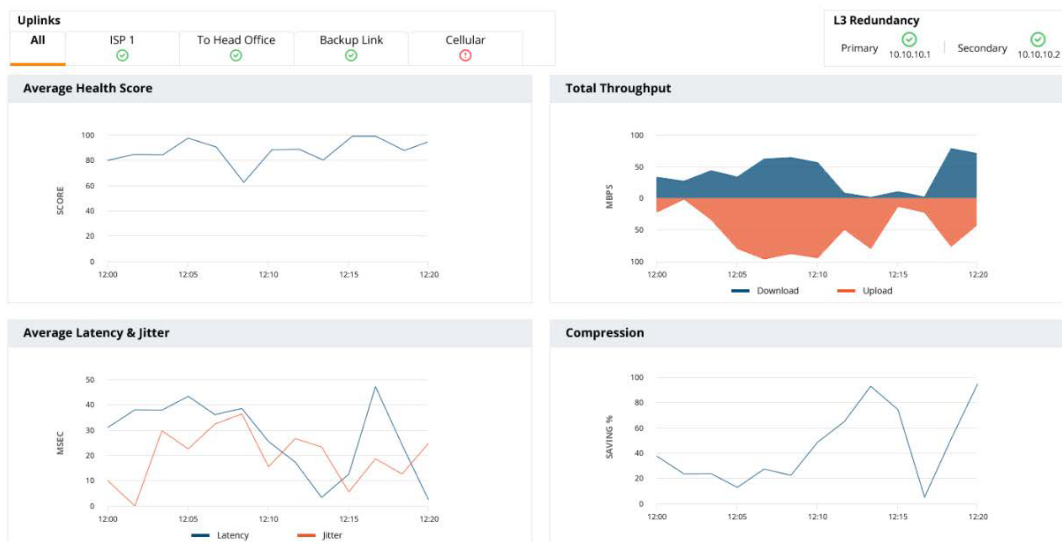 Uplinks
All
ISP 1
To Head Office
Backup Link
Cellular
L3 Redundancy
Primary
10.10.10.1
Secondary
10.10.10.2
Average Health Score
100
80
60
40
20
0
SCORE
12:00 12:05 12:10 12:15 12:20
Total Throughput
100
50
0
50
100
MBPS
12:00 12:05 12:10 12:15 12:20
Download Upload
Average Latency & Jitter
50
40
30
20
10
0
MSEC
12:00 12:05 12:10 12:15 12:20
Latency Jitter
Compression
100
80
60
40
20
0
SAVING %
12:00 12:05 12:10 12:15 12:20